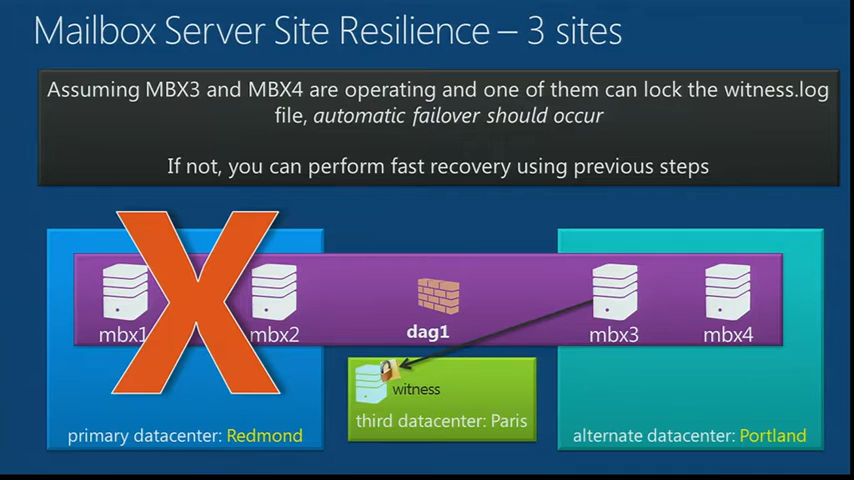 Mailbox Server Site Resilience – 3 sites
Assuming MBX3 and MBX4 are operating and one of them can lock the witness.log
file, automatic failover should occur
If not, you can perform fast recovery using previous steps
mbx1
mbx2
dag1
mbx3
mbx4
witness
third datacenter: Paris
primary datacenter: Redmond
alternate datacenter: Portland